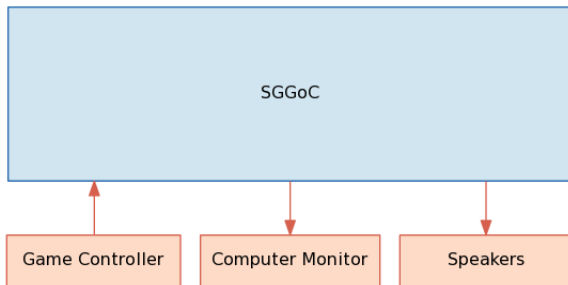 SGGoC
Game Controller
Computer Monitor
Speakers